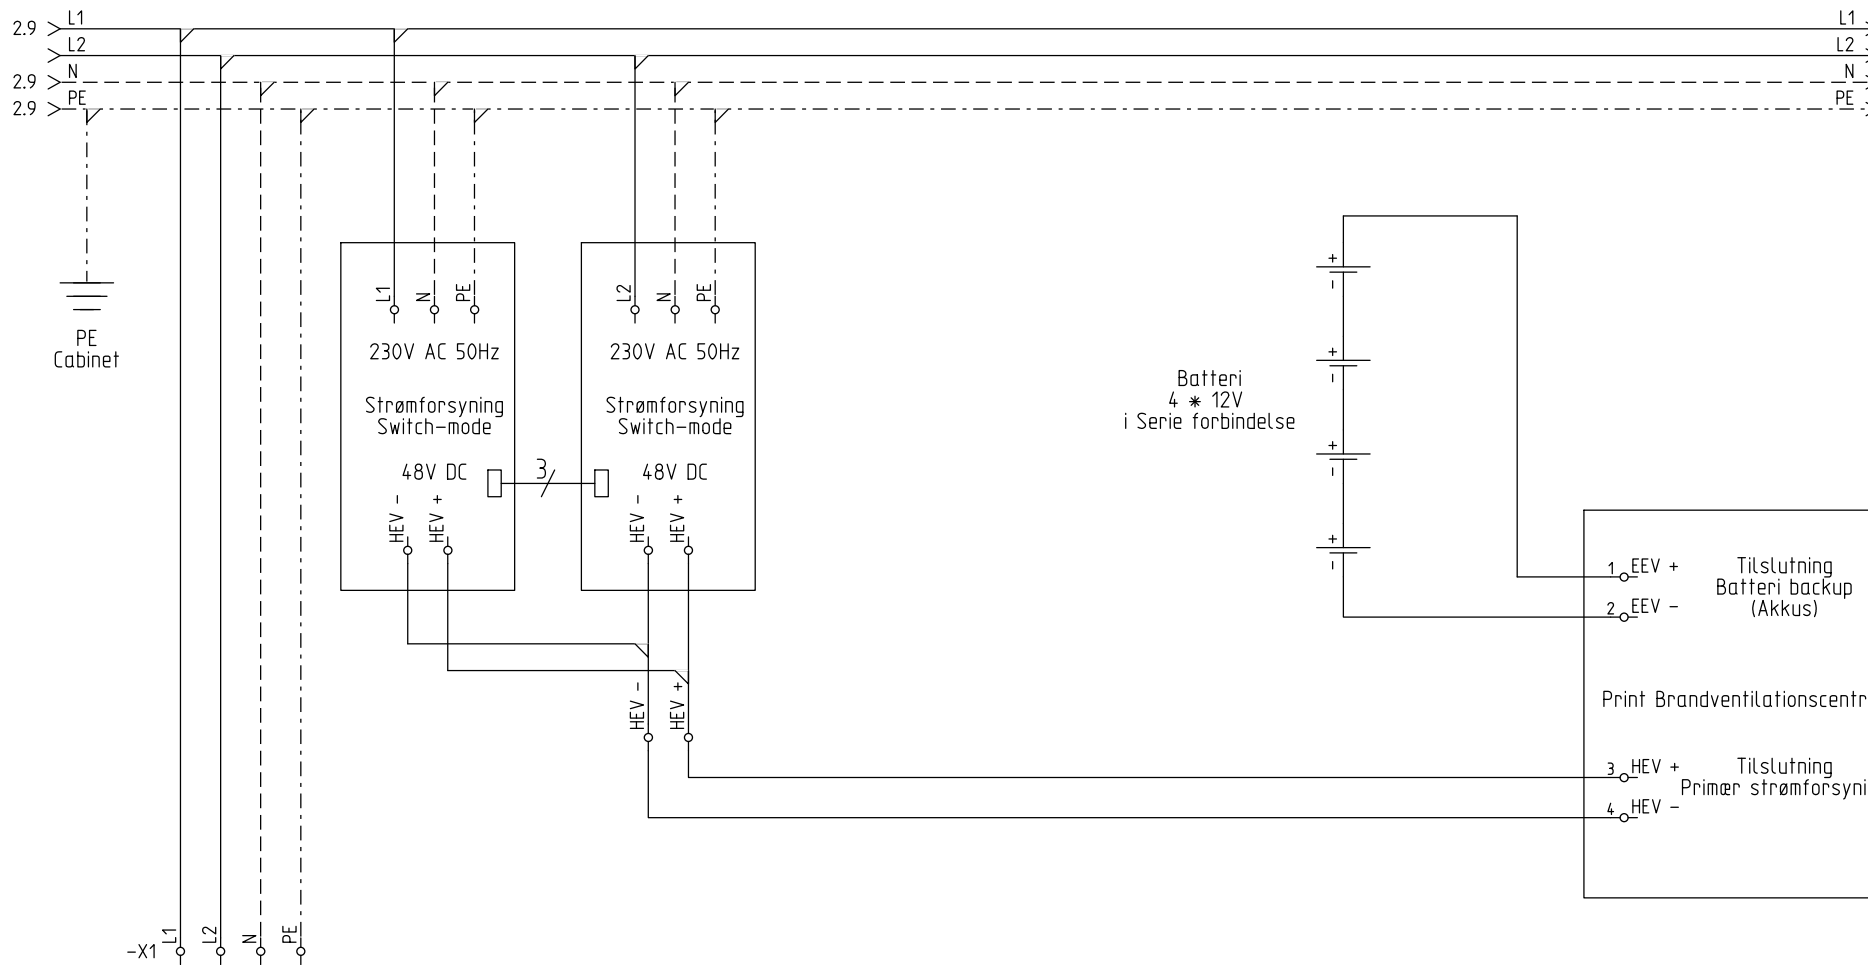 2.9 L1 L1
L2 L2
2.9 N N
2.9 PE PE
PE
Cabinet
L1 N PE
230V AC 50Hz
Strømforsyning
Switch-mode
48V DC
HEV -
HEV +
3
L2 N PE
230V AC 50Hz
Strømforsyning
Switch-mode
48V DC
HEV -
HEV +
HEV -
HEV +
Batteri
4 * 12V
i Serie forbindelse
+
-
+
-
+
-
+
-
1 EEV +
2 EEV -
Tilslutning
Batteri backup
(Akkus)
Print Brandventilationscentr
3 HEV +
4 HEV -
Tilslutning
Primær strømforsyni
-X1 L1 L2 N PE